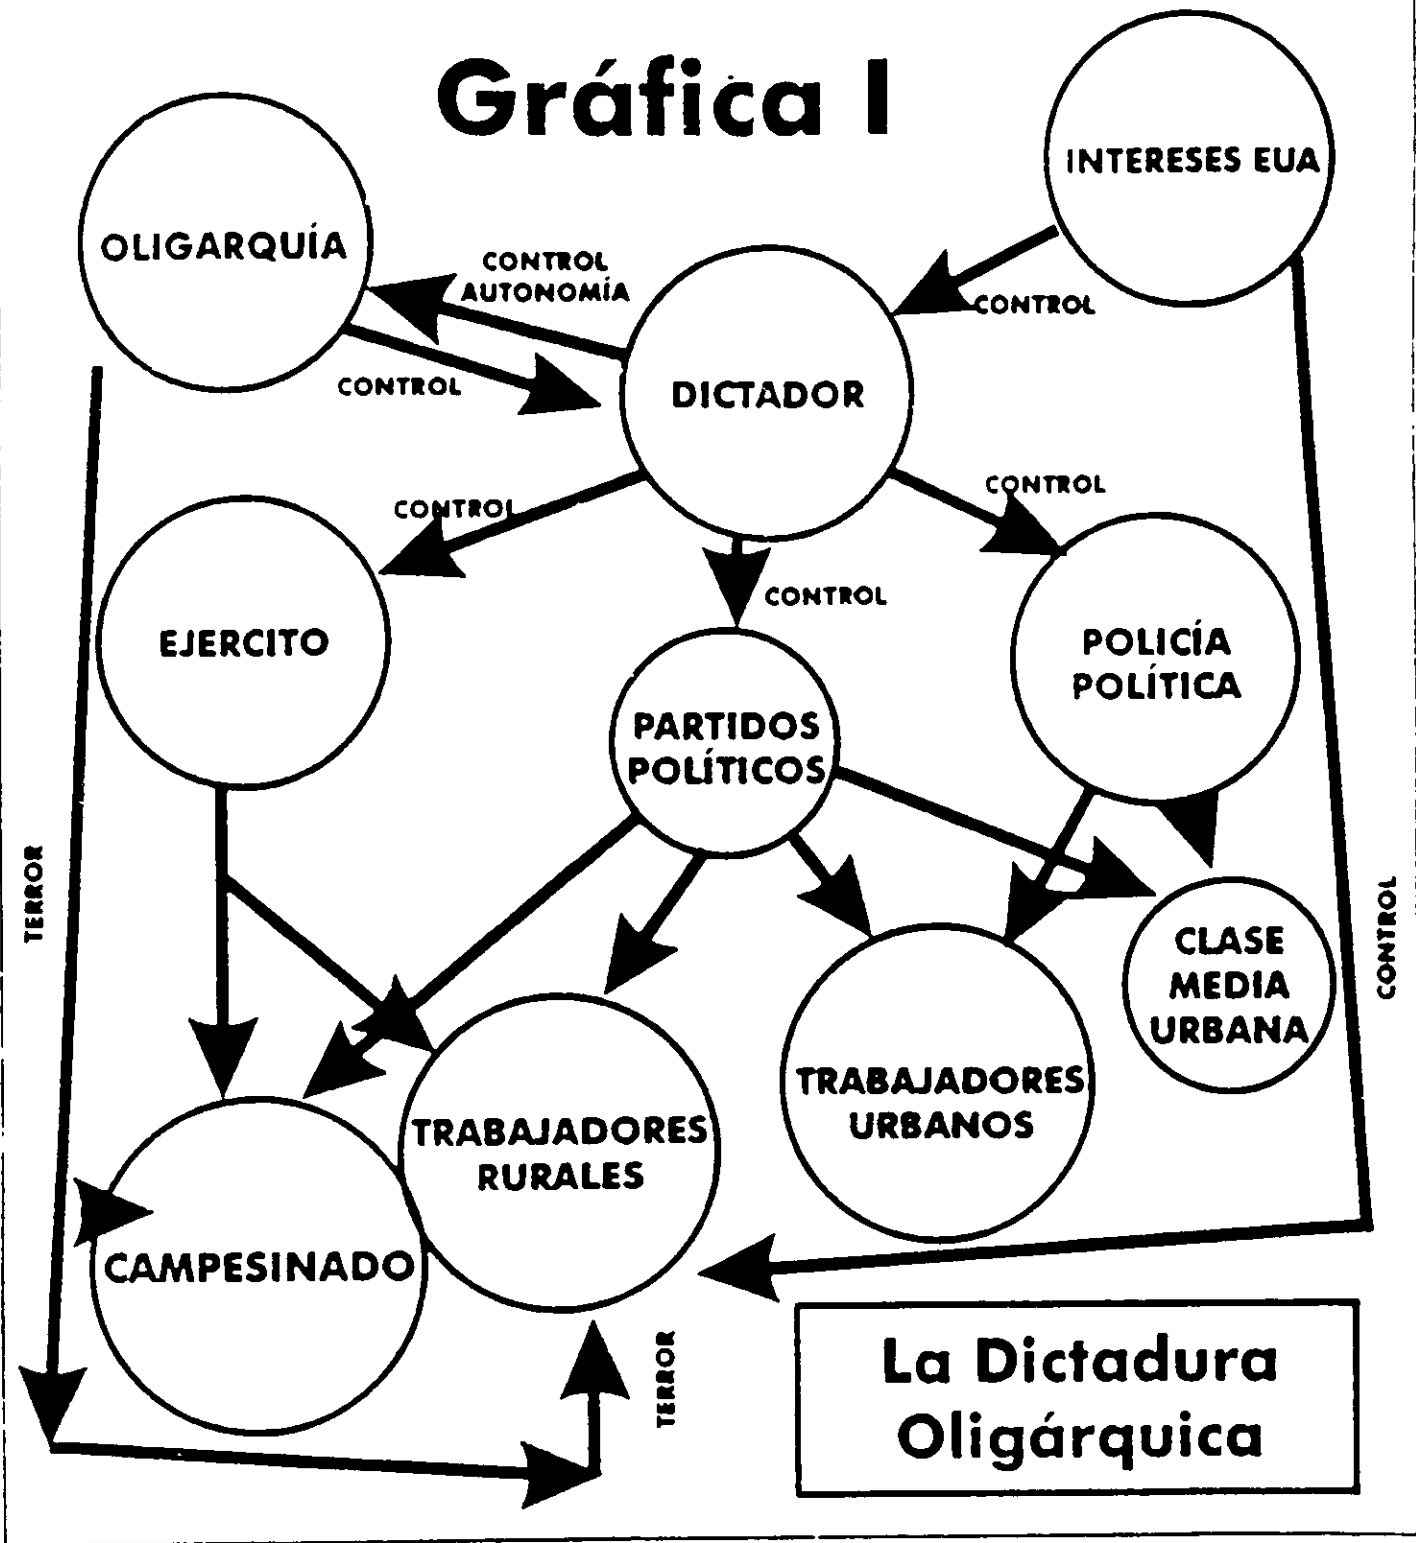 Gráfica I
INTERESES EUA
OLIGARQUÍA
CONTROL
AUTONOMÍA
CONTROL
CONTROL
DICTADOR
CONTROL
CONTROL
CONTROL
EJERCITO
POLICÍA
POLÍTICA
PARTIDOS
POLÍTICOS
TERROR
CONTROL
CLASE
MEDIA
URBANA
TRABAJADORES
URBANOS
TRABAJADORES
RURALES
CAMPESINADO
TERROR
La Dictadura
Oligárquica